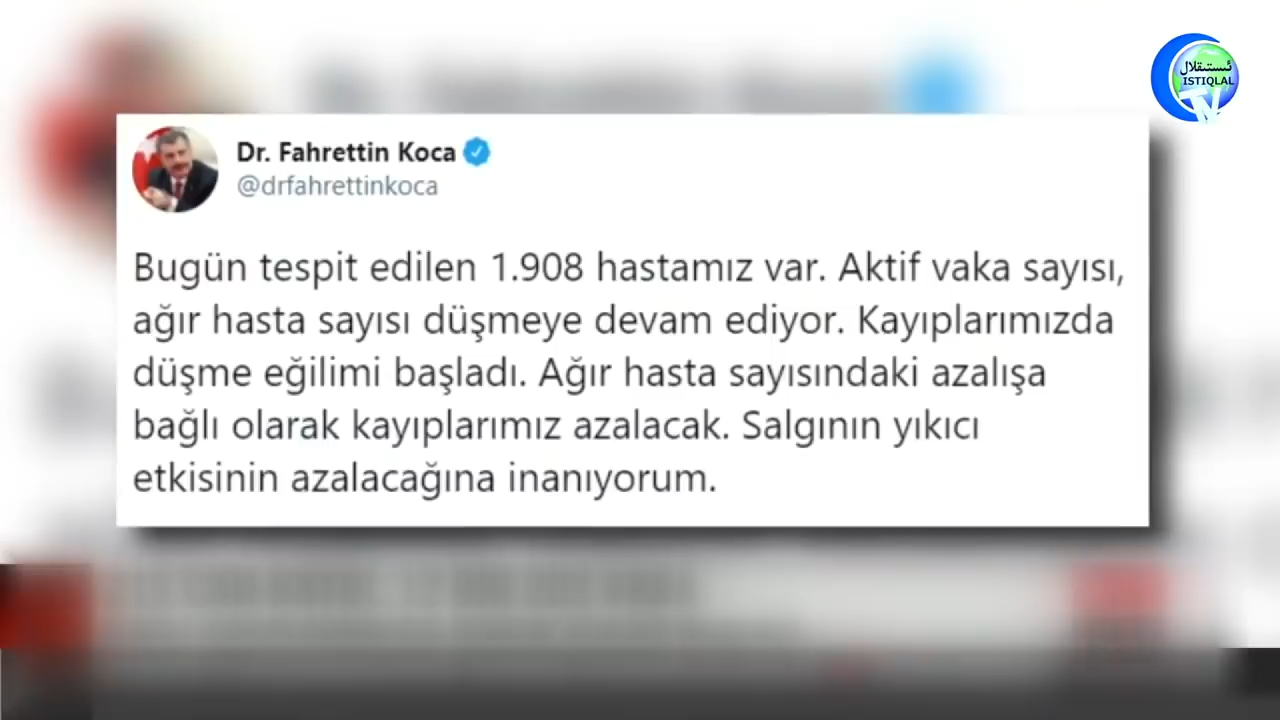 ئىستىقلال
ISTIQLAL
TV
Dr. Fahrettin Koca
@drfahrettinkoca
Bugün tespit edilen 1.908 hastamız var. Aktif vaka sayısı,
ağır hasta sayısı düşmeye devam ediyor. Kayıplarımızda
düşme eğilimi başladı. Ağır hasta sayısındaki azalışa
bağlı olarak kayıplarımız azalacak. Salgının yıkıcı
etkisinin azalacağına inanıyorum.